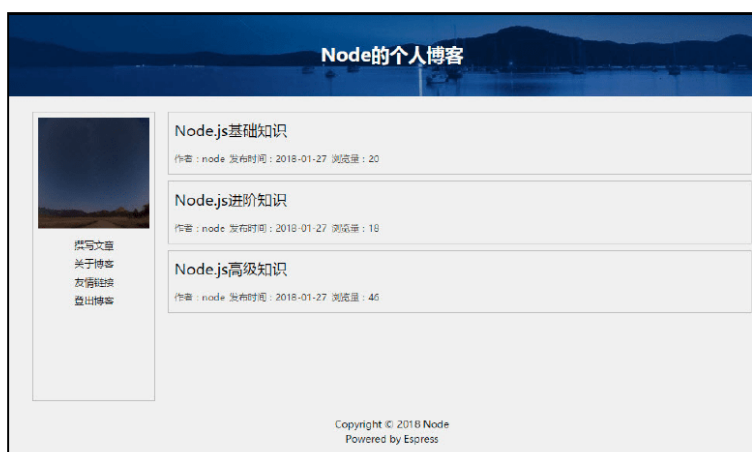 Node的个人博客
撰写文章
关于博客
友情链接
登出博客
Node.js基础知识
作者：node 发布时间：2018-01-27 浏览量：20
Node.js进阶知识
作者：node 发布时间：2018-01-27 浏览量：18
Node.js高级知识
作者：node 发布时间：2018-01-27 浏览量：46
Copyright © 2018 Node
Powered by Espress